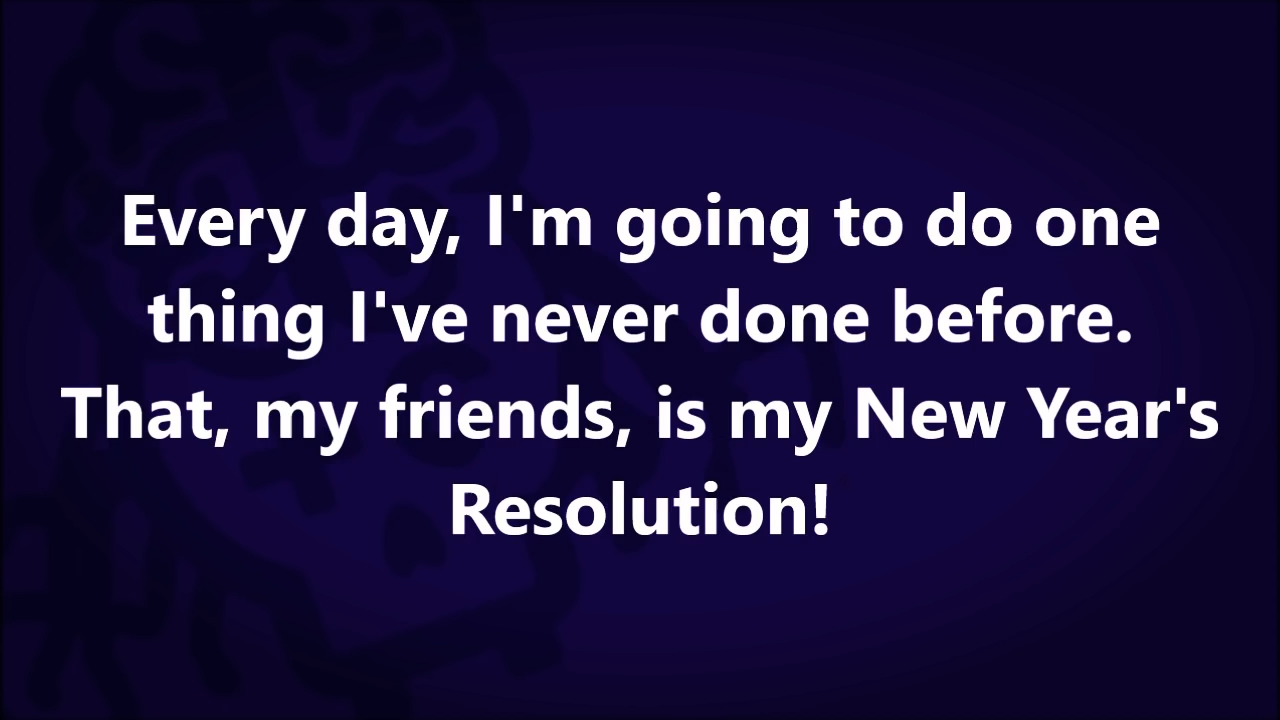 Every day, I'm going to do one
thing I've never done before.
That, my friends, is my New Year's
Resolution!